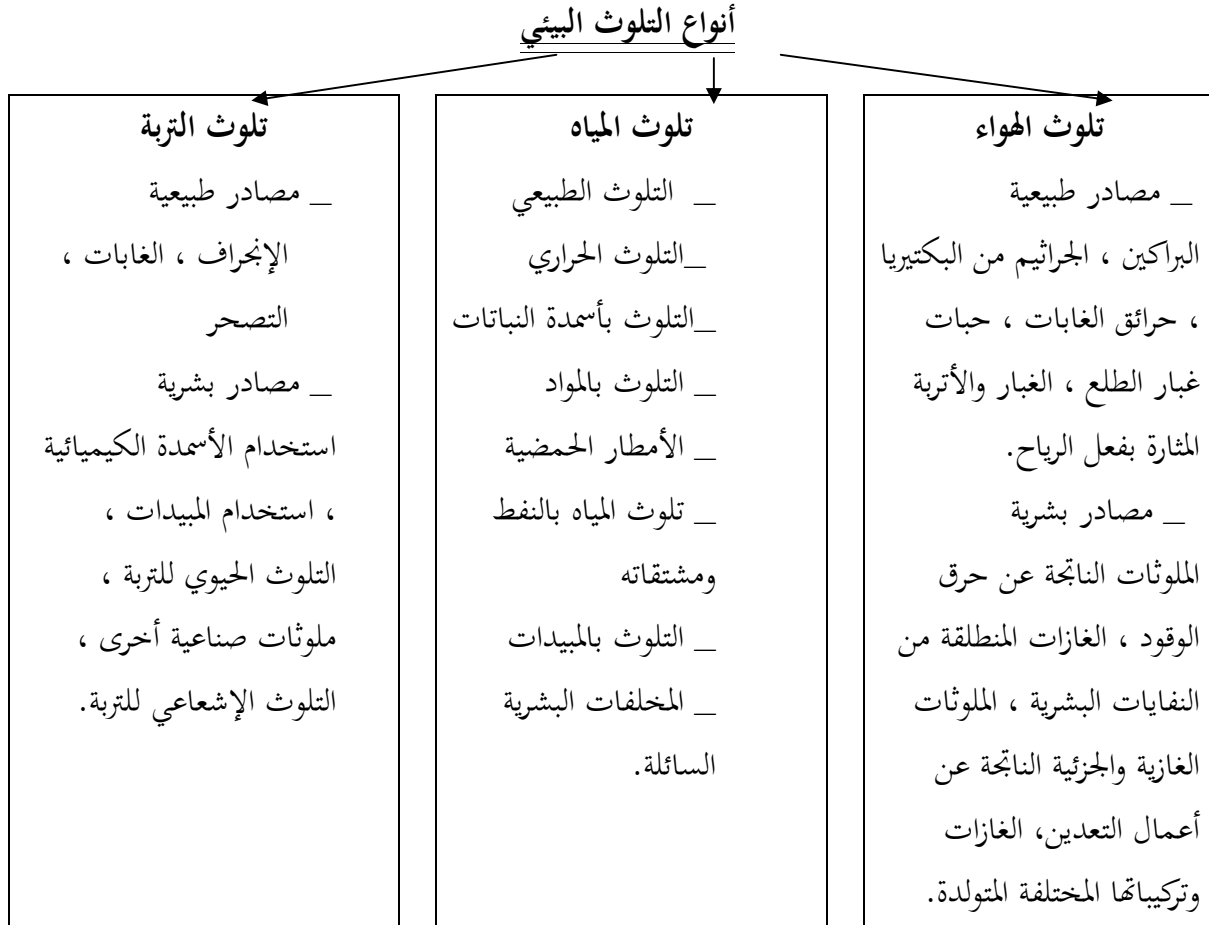 أنواع التلوث البيئي
تلوث الهواء
_ مصادر طبيعية
البراكين ، الجراثيم من البكتيريا
، حرائق الغابات ، حبات
غبار الطلع ، الغبار والأتربة
المثارة بفعل الرياح.
_ مصادر بشرية
الملوثات الناتجة عن حرق
الوقود ، الغازات المنطلقة من
النفايات البشرية ، الملوثات
الغازية والجزئية الناتجة عن
أعمال التعدين، الغازات
وتركيباتها المختلفة المتولدة.
تلوث المياه
_ التلوث الطبيعي
_التلوث الحراري
_التلوث بأسمدة النباتات
_ التلوث بالمواد
_ الأمطار الحمضية
_ تلوث المياه بالنفط
ومشتقاته
_ التلوث بالمبيدات
_ المخلفات البشرية
السائلة.
تلوث التربة
_ مصادر طبيعية
الإنجراف ، الغابات ،
التصحر
_ مصادر بشرية
استخدام الأسمدة الكيميائية
، استخدام المبيدات ،
التلوث الحيوي للتربة ،
ملوثات صناعية أخرى ،
التلوث الإشعاعي للتربة.